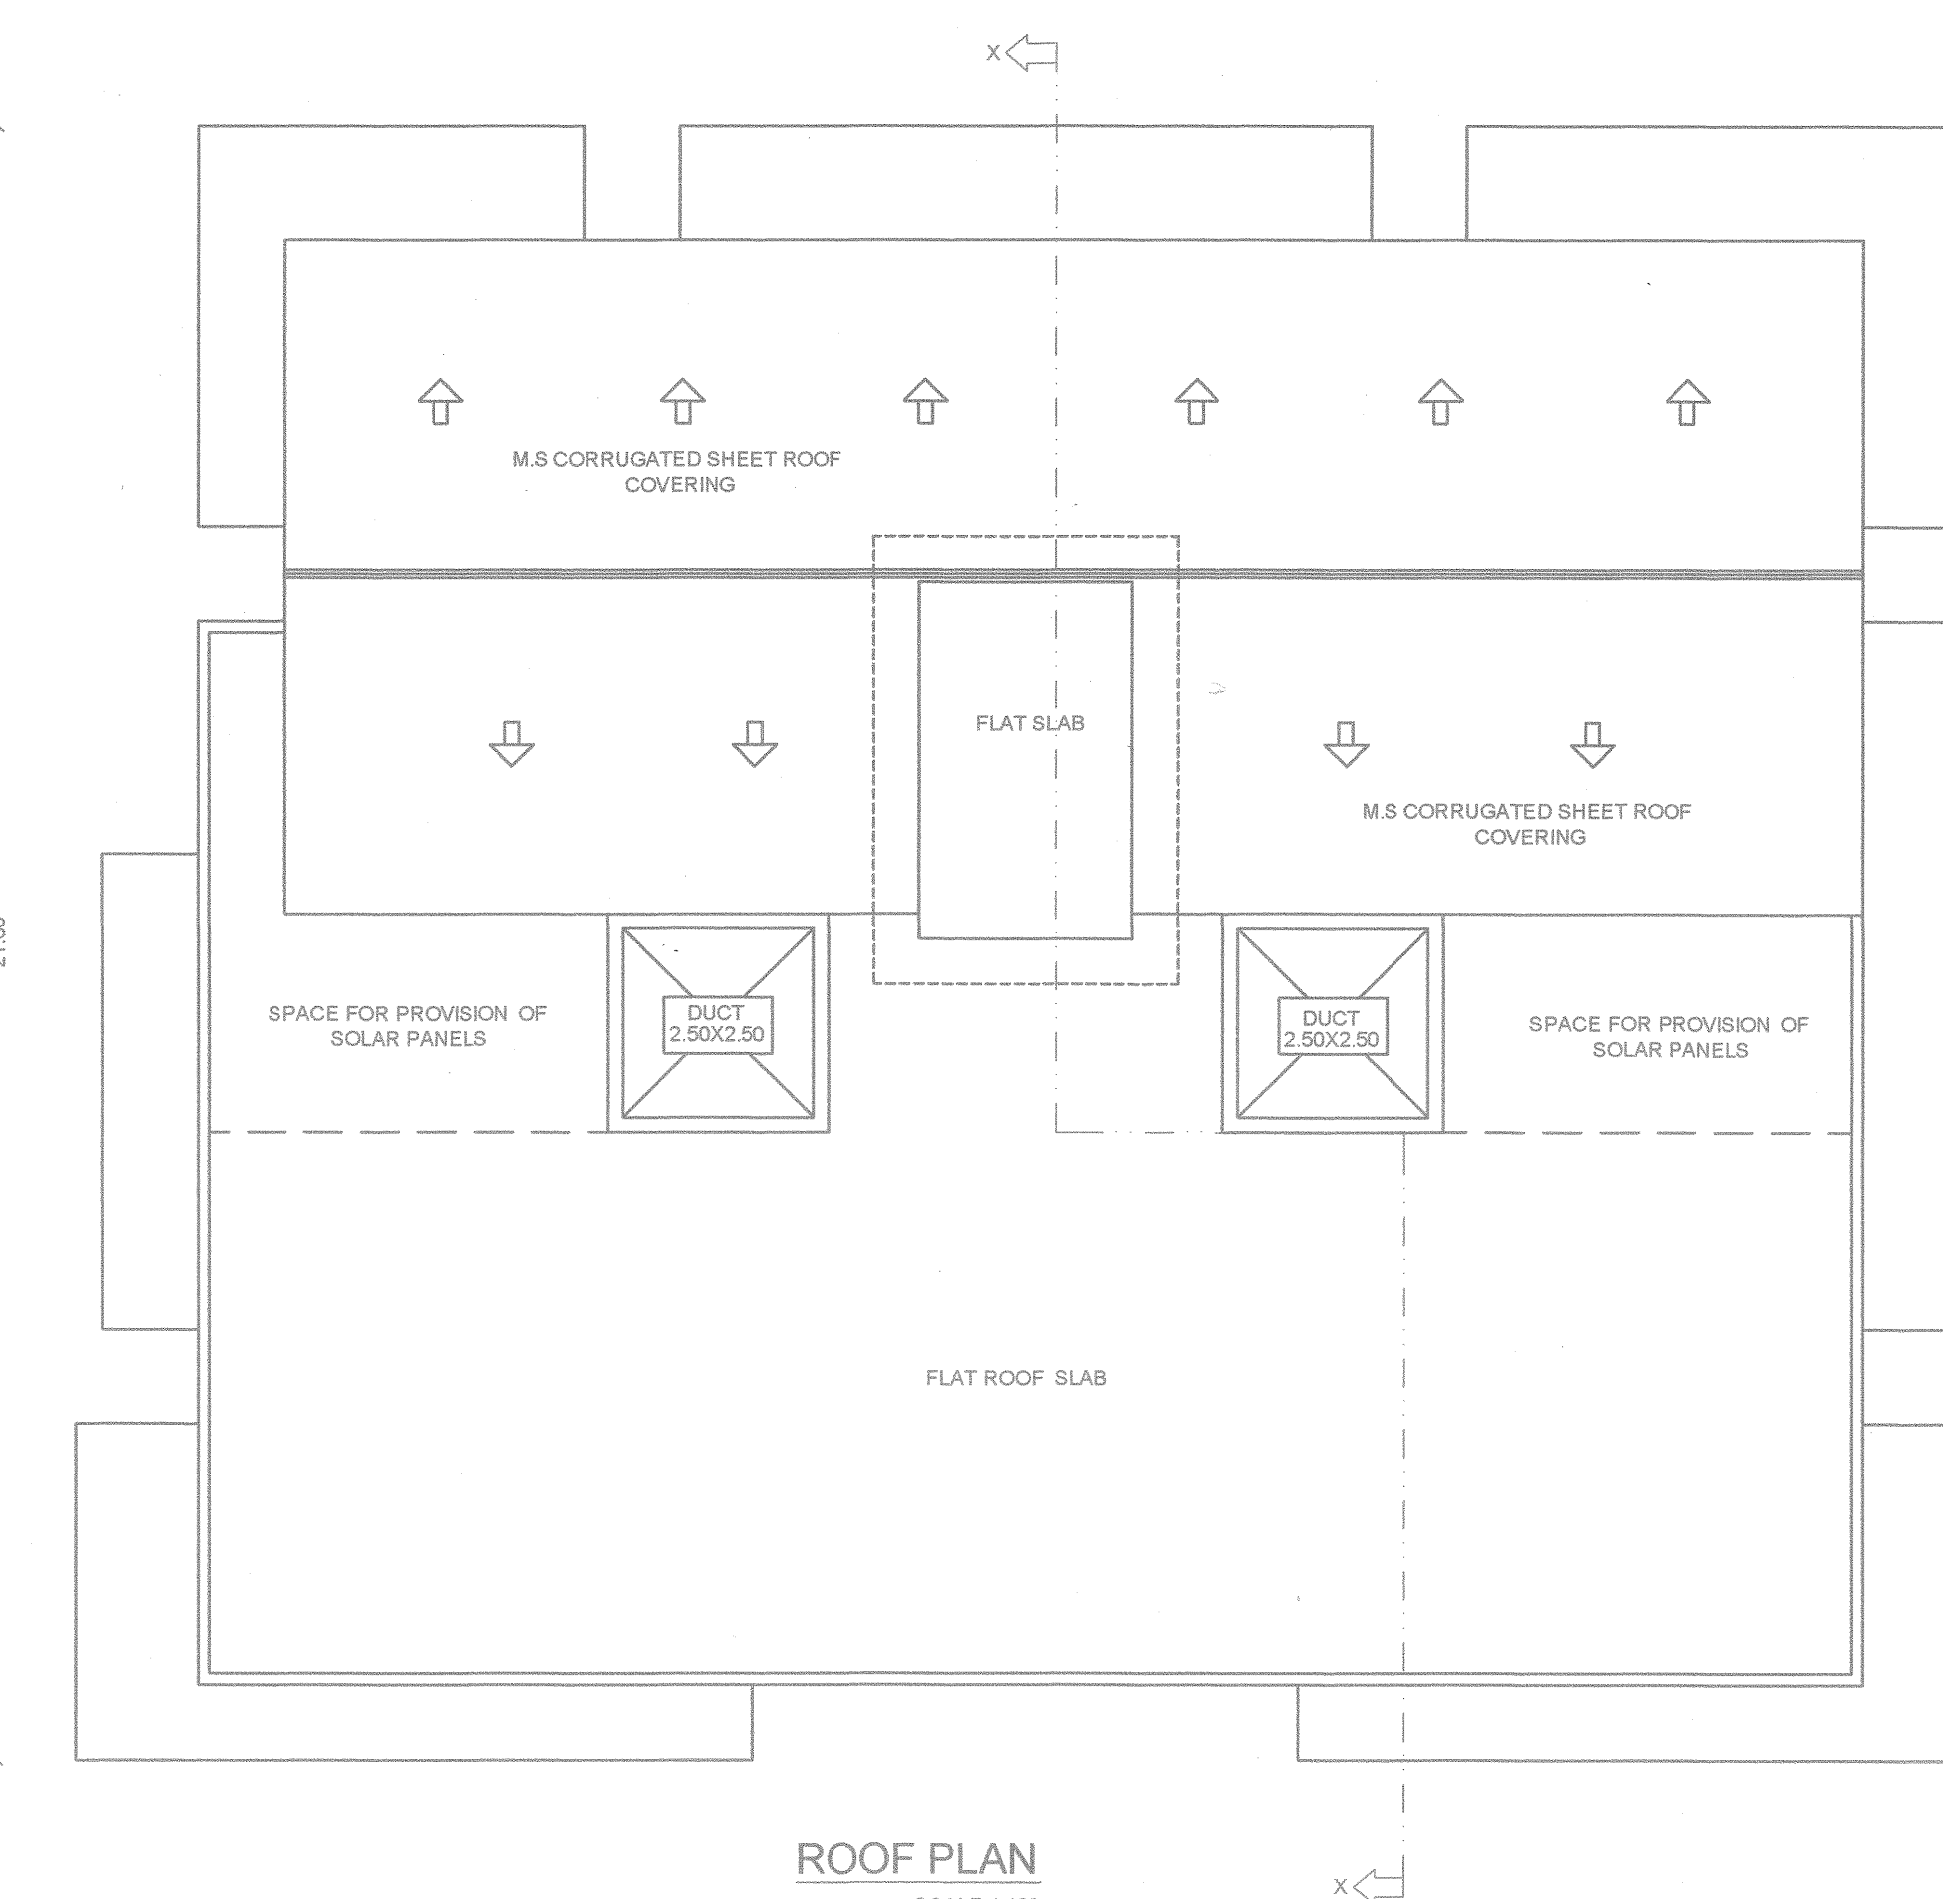 X
M.S CORRUGATED SHEET ROOF
COVERING
FLAT SLAB
M.S CORRUGATED SHEET ROOF
COVERING
SPACE FOR PROVISION OF
SOLAR PANELS
DUCT
2.50X2.50
DUCT
2.50X2.50
SPACE FOR PROVISION OF
SOLAR PANELS
FLAT ROOF SLAB
ROOF PLAN
X